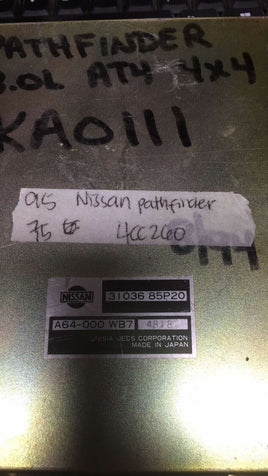 PATHFINDER
3.0L AT4 4x4
KA0111
95 Nissan pathfinder
75 4CC260
NISSAN
31036 85P20
A64-000 WB7 4818
UNISIA JECS CORPORATION
MADE IN JAPAN